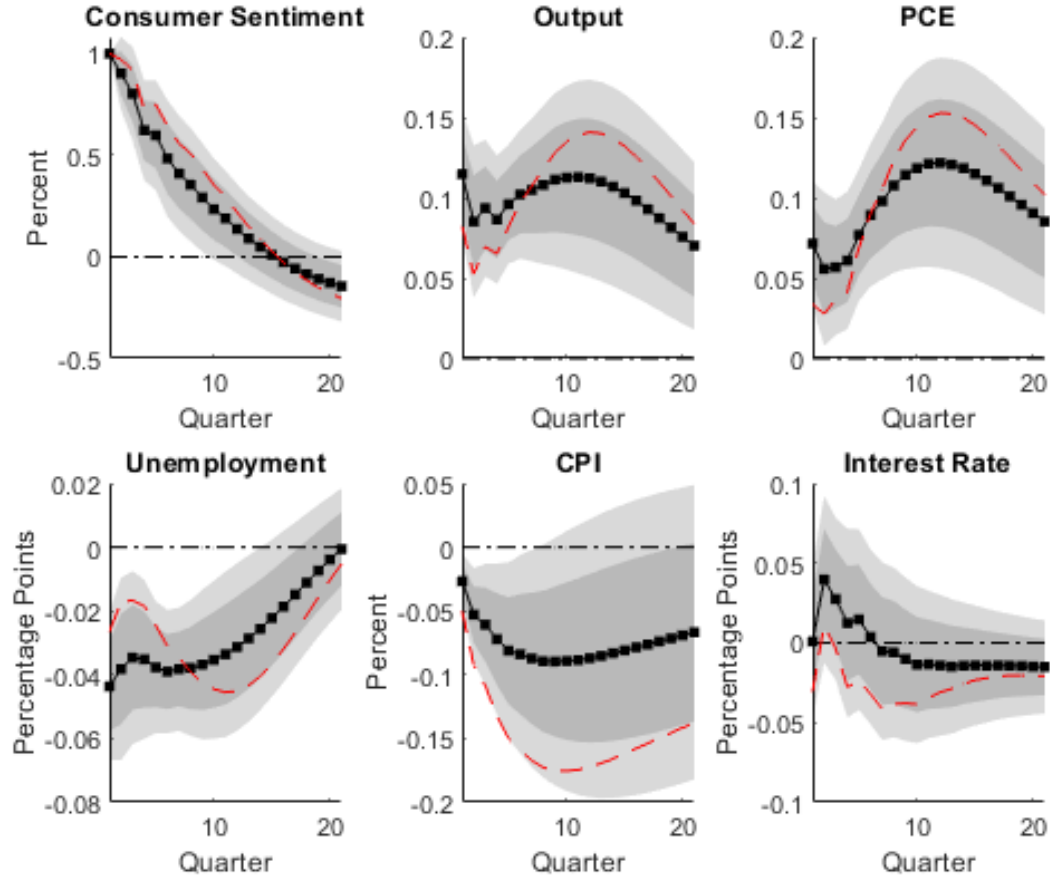 Consumer Sentiment
Output
PCE
Percent
1
0.5
0
-0.5
10
20
Quarter
0.2
0.15
0.1
0.05
0
10
20
Quarter
0.2
0.15
0.1
0.05
0
10
20
Quarter
Unemployment
CPI
Interest Rate
Percentage Points
0.02
0
-0.02
-0.04
-0.06
-0.08
10
20
Quarter
Percent
0.05
0
-0.05
-0.1
-0.15
-0.2
10
20
Quarter
Percentage Points
0.1
0.05
0
-0.05
-0.1
10
20
Quarter